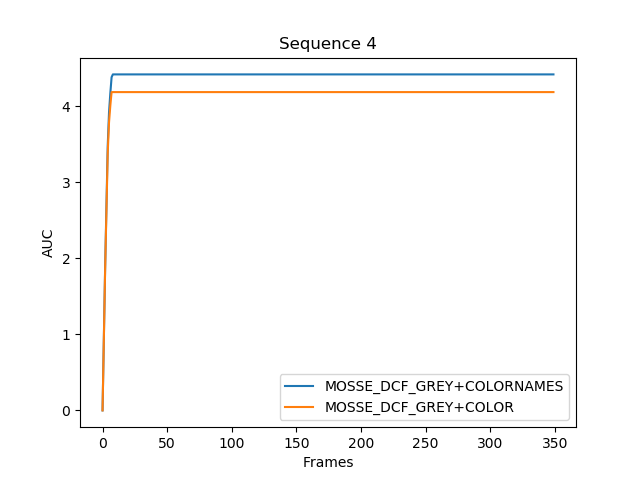 Sequence 4
AUC
4
3
2
1
0
MOSSE_DCF_GREY+COLORNAMES
MOSSE_DCF_GREY+COLOR
0 50 100 150 200 250 300 350
Frames